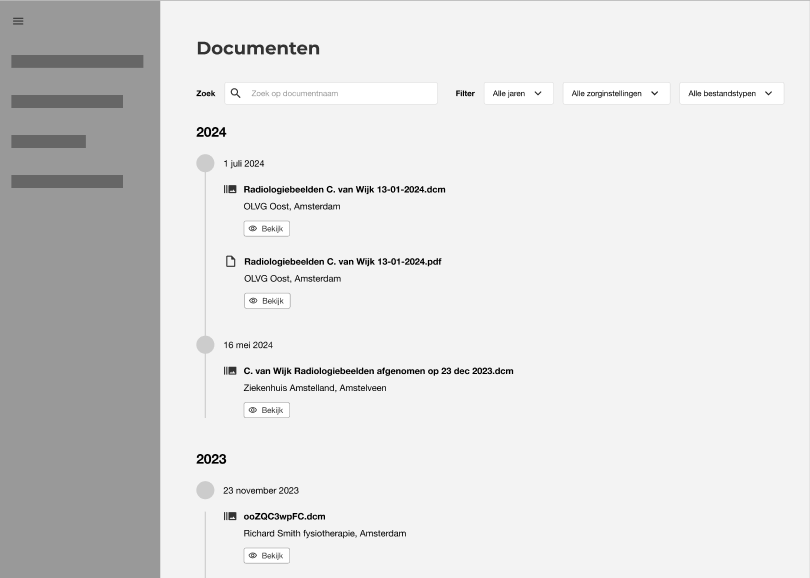 Documenten
Zoek
Zoek op documentnaam
Filter
Alle jaren
Alle zorginstellingen
Alle bestandstypen
2024
1 juli 2024
Radiologiebeelden C. van Wijk 13-01-2024.dcm
OLVG Oost, Amsterdam
Bekijk
Radiologiebeelden C. van Wijk 13-01-2024.pdf
OLVG Oost, Amsterdam
Bekijk
16 mei 2024
C. van Wijk Radiologiebeelden afgenomen op 23 dec 2023.dcm
Ziekenhuis Amstelland, Amstelveen
Bekijk
2023
23 november 2023
ooZQC3wpFC.dcm
Richard Smith fysiotherapie, Amsterdam
Bekijk